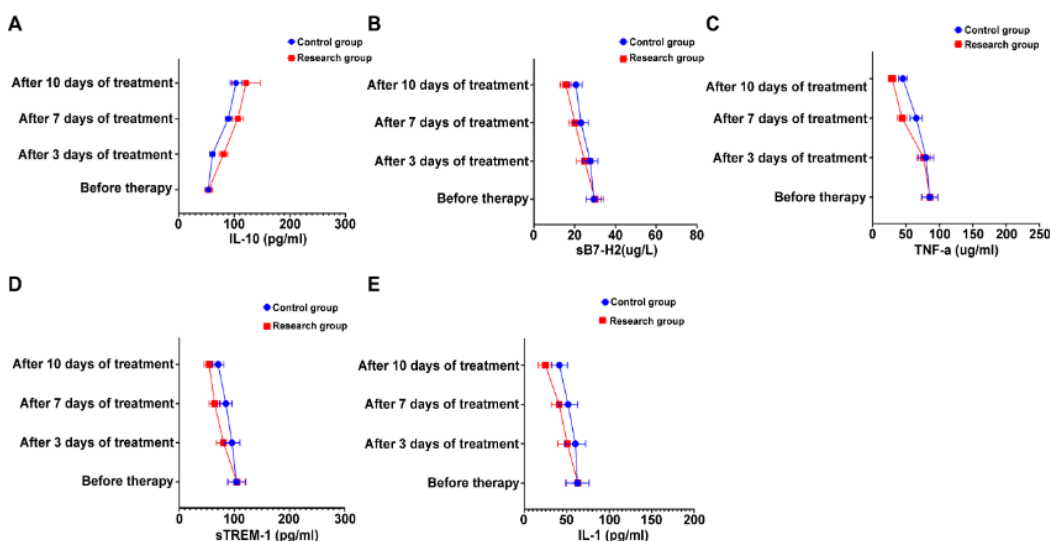 A
Control group
Research group
After 10 days of treatment
After 7 days of treatment
After 3 days of treatment
Before therapy
0 100 200 300
IL-10 (pg/ml)
B
Control group
Research group
After 10 days of treatment
After 7 days of treatment
After 3 days of treatment
Before therapy
0 20 40 60 80
sB7-H2(ug/L)
C
Control group
Research group
After 10 days of treatment
After 7 days of treatment
After 3 days of treatment
Before therapy
0 50 100 150 200 250
TNF-a (ug/ml)
D
Control group
Research group
After 10 days of treatment
After 7 days of treatment
After 3 days of treatment
Before therapy
0 100 200 300
sTREM-1 (pg/ml)
E
Control group
Research group
After 10 days of treatment
After 7 days of treatment
After 3 days of treatment
Before therapy
0 50 100 150 200
IL-1 (pg/ml)